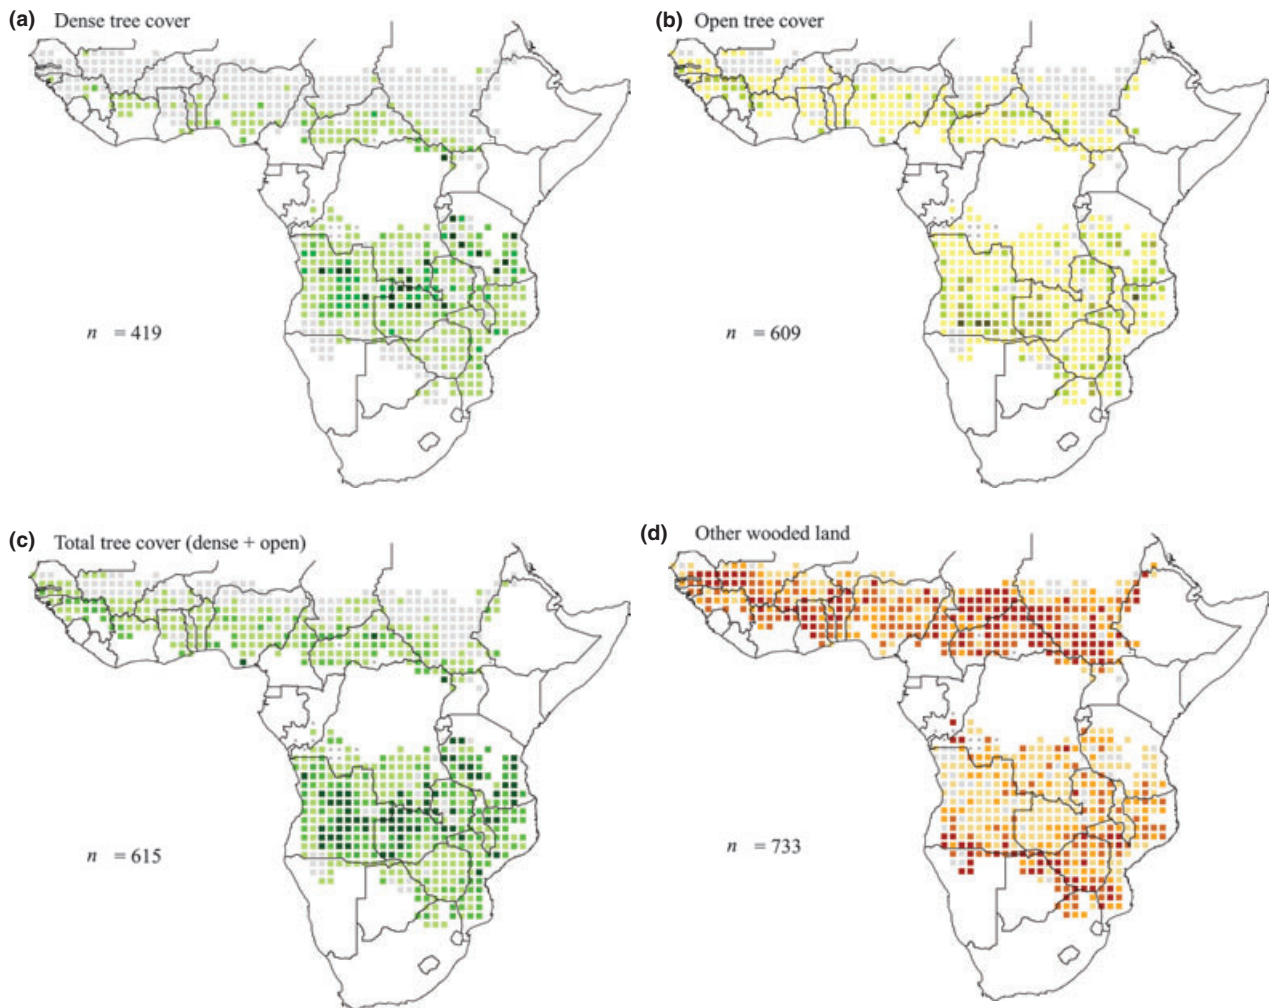 (a) Dense tree cover
(b) Open tree cover
n = 419
n = 609
(c) Total tree cover (dense + open)
(d) Other wooded land
n = 615
n = 733